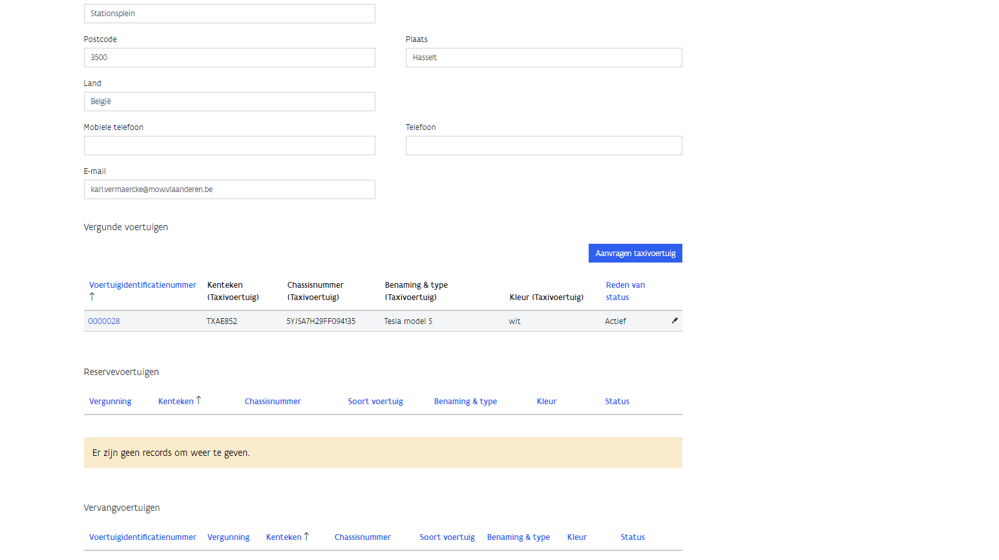 Stationsplein
Postcode Plaats
3500 Hasselt
Land
België
Mobiele telefoon Telefoon
E-mail
karl.vermaercke@mow.vlaanderen.be
Vergunde voertuigen
Aanvragen taxivoertuig
Voertuigidentificatienummer ↑ Kenteken (Taxivoertuig) Chassisnummer (Taxivoertuig) Benaming & type (Taxivoertuig) Kleur (Taxivoertuig) Reden van status
0000028 TXAE852 5YJSA7H29FF094135 Tesla model S wit Actief
Reservevoertuigen
Vergunning Kenteken ↑ Chassisnummer Soort voertuig Benaming & type Kleur Status
Er zijn geen records om weer te geven.
Vervangvoertuigen
Voertuigidentificatienummer Vergunning Kenteken ↑ Chassisnummer Soort voertuig Benaming & type Kleur Status